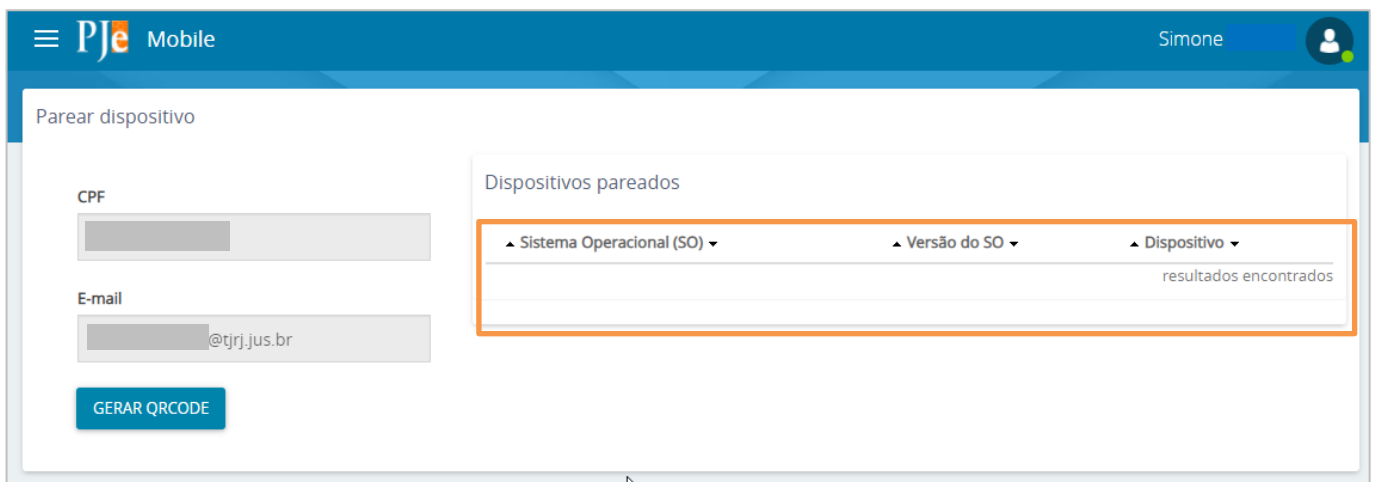 PJe Mobile
Simone
Parear dispositivo
CPF
E-mail
@tjrj.jus.br
GERAR QRCODE
Dispositivos pareados
Sistema Operacional (SO) Versão do SO Dispositivo
resultados encontrados